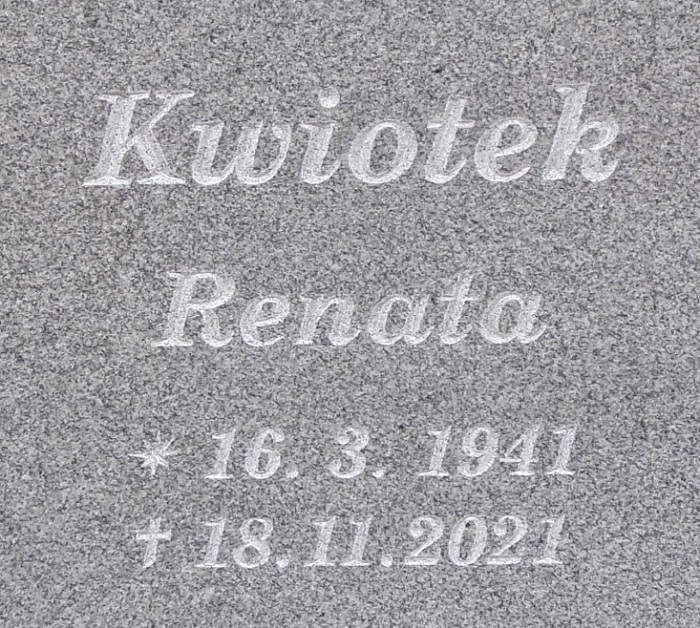 Kwiotek
Renata
* 16. 3. 1941
† 18.11.2021